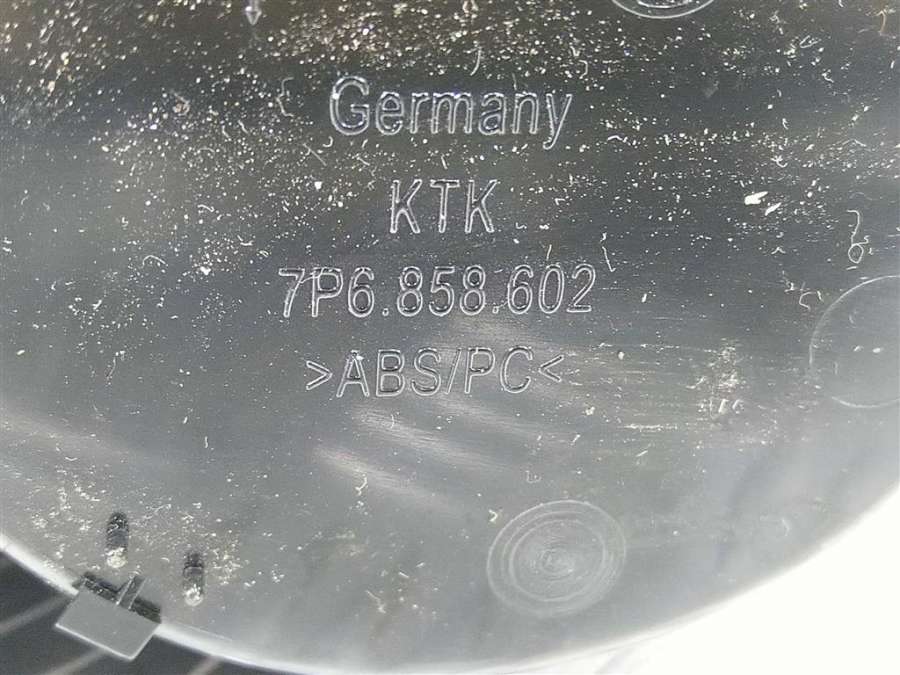 Germany
KTK
7P6.858.602
>ABS/PC<